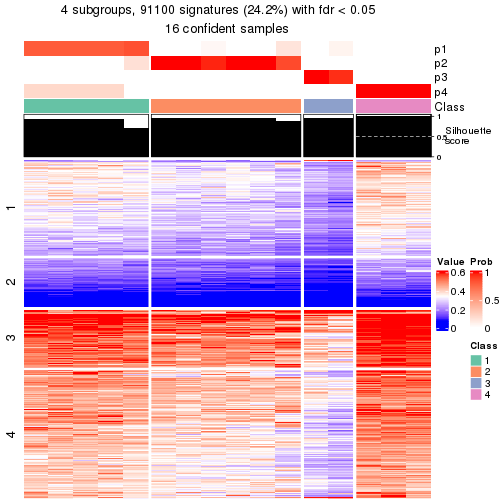 4 subgroups, 91100 signatures (24.2%) with fdr < 0.05
16 confident samples
p1
p2
p3
p4
Class
1
0.5
0
Silhouette
score
1
2
3
4
Value
0.6
0.4
0.2
0
Prob
1
0.5
0
Class
1
2
3
4